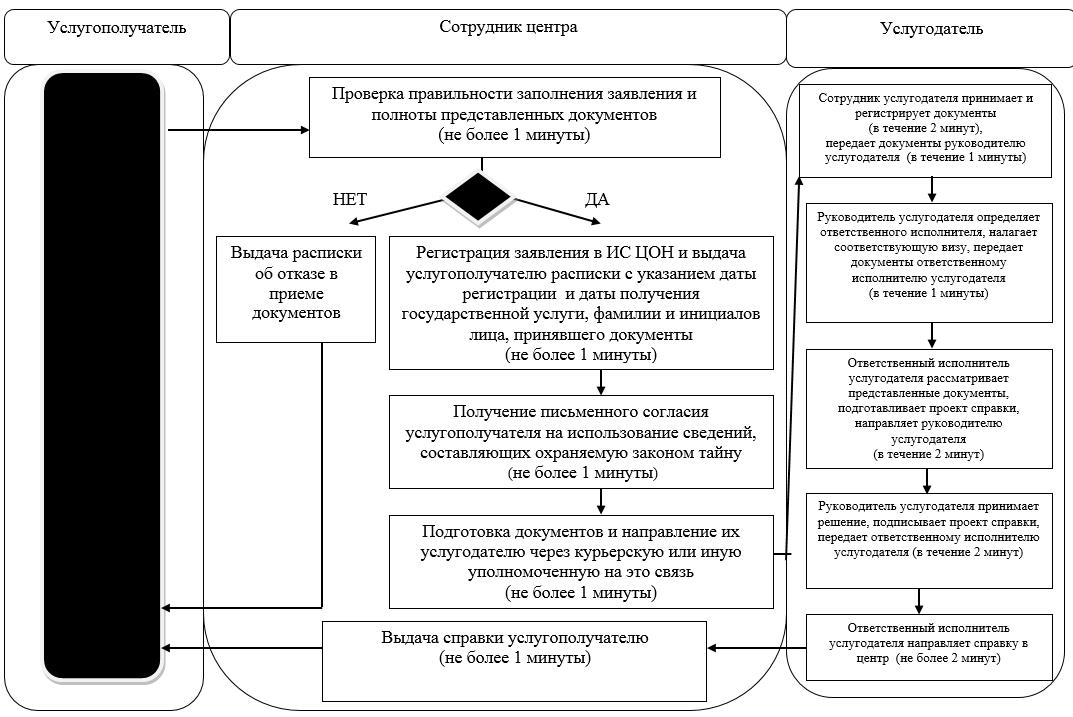 Услугополучатель
Сотрудник центра
Услугодатель
Проверка правильности заполнения заявления и
полноты представленных документов
(не более 1 минуты)
НЕТ
ДА
Выдача расписки
об отказе в
приеме
документов
Регистрация заявления в ИС ЦОН и выдача
услугополучателю расписки с указанием даты
регистрации и даты получения
государственной услуги, фамилии и инициалов
лица, принявшего документы
(не более 1 минуты)
Получение письменного согласия
услугополучателя на использование сведений,
составляющих охраняемую законом тайну
(не более 1 минуты)
Подготовка документов и направление их
услугодателю через курьерскую или иную
уполномоченную на это связь
(не более 1 минуты)
Выдача справки услугополучателю
(не более 1 минуты)
Сотрудник услугодателя принимает и
регистрирует документы
(в течение 2 минут),
передает документы руководителю
услугодателя (в течение 1 минуты)
Руководитель услугодателя определяет
ответственного исполнителя, налагает
соответствующую визу, передает
документы ответственному
исполнителю услугодателя
(в течение 1 минуты)
Ответственный исполнитель
услугодателя рассматривает
представленные документы,
подготавливает проект справки,
направляет руководителю
услугодателя
(в течение 2 минут)
Руководитель услугодателя принимает
решение, подписывает проект справки,
передает ответственному исполнителю
услугодателя (в течение 2 минут)
Ответственный исполнитель
услугодателя направляет справку в
центр (не более 2 минут)